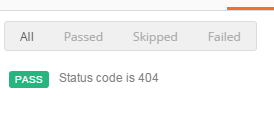 All Passed Skipped Failed
PASS Status code is 404